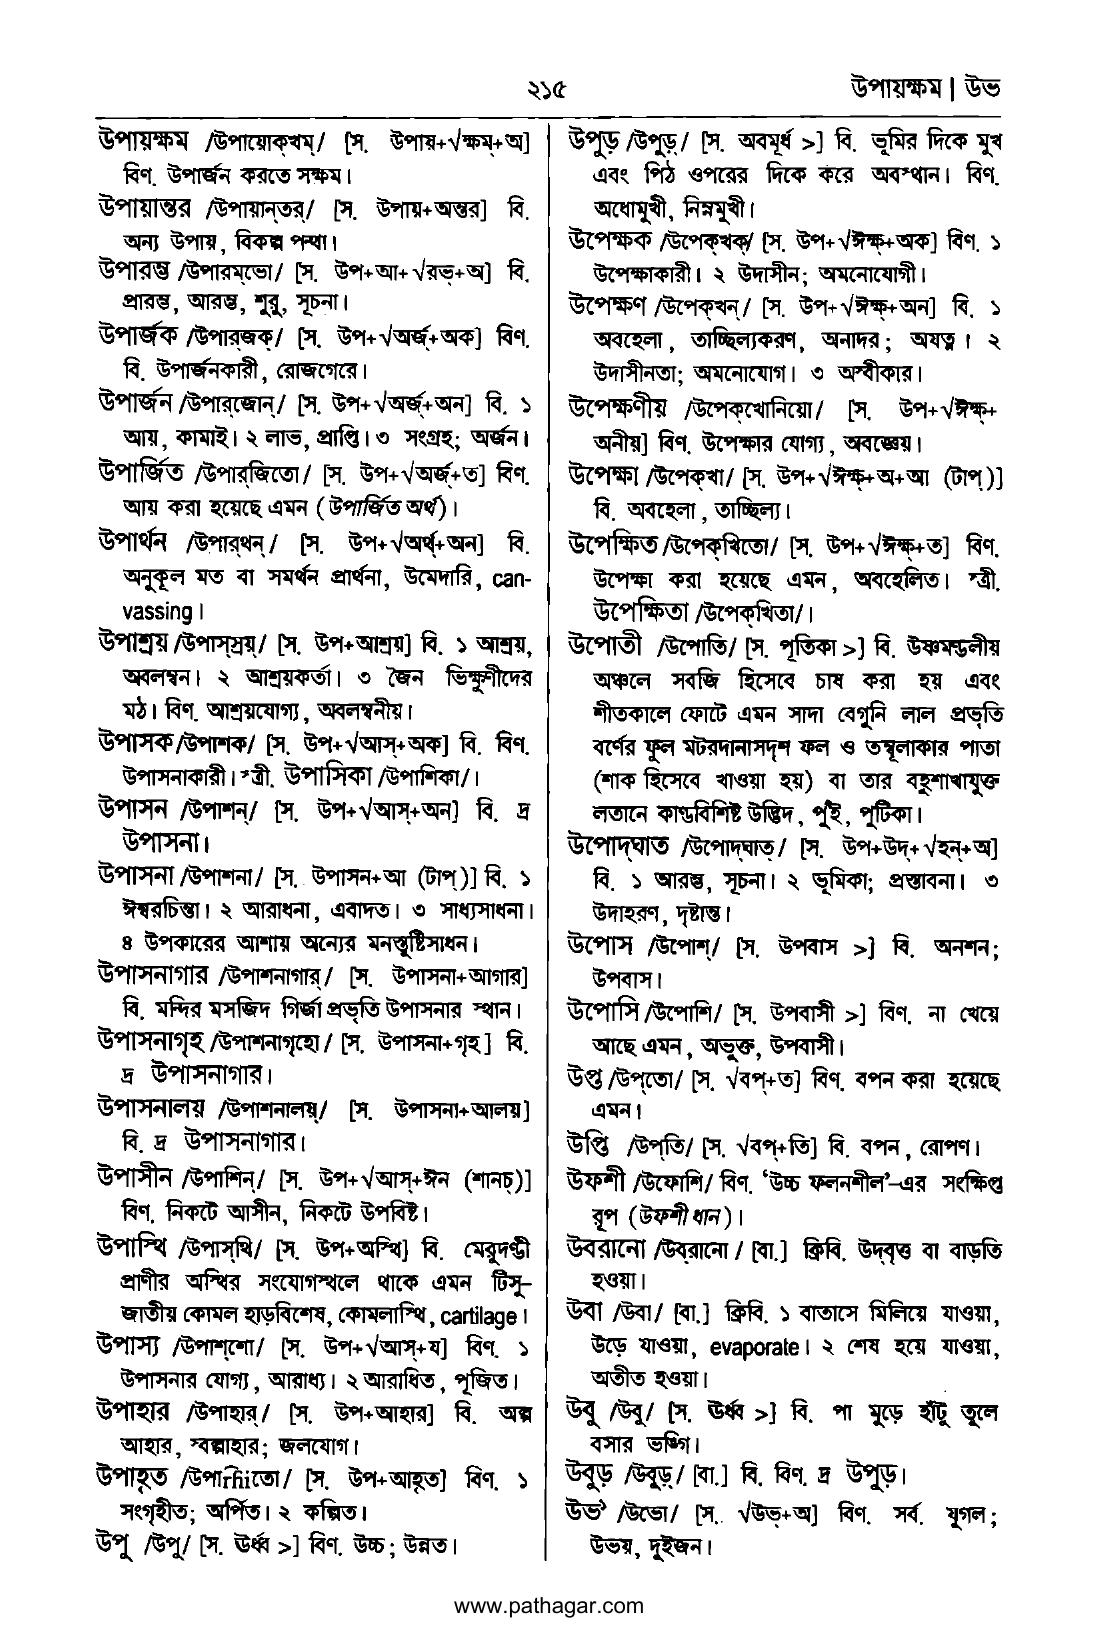 ২১৫
উপায়ক্ষম | উভ
উপায়ক্ষম /উপায়োক্‌খম্/ [স. উপায়+√ক্ষম্+অ]
বিণ. উপার্জন করতে সক্ষম।
উপায়ান্তর /উপায়ান্‌তর্/ [স. উপায়+অন্তর] বি.
অন্য উপায়, বিকল্প পন্থা।
উপারম্ভ /উপারম্‌ভো/ [স. উপ+আ+√রভ্+অ] বি.
প্রারম্ভ, আরম্ভ, শুরু, সূচনা।
উপার্জক /উপার্‌জক্/ [স. উপ+√অর্জ্+অক] বিণ.
বি. উপার্জনকারী, রোজগেরে।
উপার্জন /উপার্‌জোন্/ [স. উপ+√অর্জ্+অন] বি. ১
আয়, কামাই। ২ লাভ, প্রাপ্তি। ৩ সংগ্রহ; অর্জন।
উপার্জিত /উপার্‌জিতো/ [স. উপ+√অর্জ্+ত] বিণ.
আয় করা হয়েছে এমন (উপার্জিত অর্থ)।
উপার্থন /উপার্‌থন্/ [স. উপ+√অর্থ্+অন] বি.
অনুকূল মত বা সমর্থন প্রার্থনা, উমেদারি, can-
vassing।
উপাশ্রয় /উপাস্‌স্রয়্/ [স. উপ+আশ্রয়] বি. ১ আশ্রয়,
অবলম্বন। ২ আশ্রয়কর্তা। ৩ জৈন ভিক্ষুণীদের
মঠ। বিণ. আশ্রয়যোগ্য, অবলম্বনীয়।
উপাসক/উপাশক/ [স. উপ+√আস্+অক] বি. বিণ.
উপাসনাকারী। স্ত্রী. উপাসিকা /উপাশিকা/।
উপাসন /উপাশন্/ [স. উপ+√আস্+অন] বি. দ্র
উপাসনা।
উপাসনা /উপাশনা/ [স. উপাসন+আ (টাপ্)] বি. ১
ঈশ্বরচিন্তা। ২ আরাধনা, এবাদত। ৩ সাধ্যসাধনা।
৪ উপকারের আশায় অন্যের মনস্তুষ্টিসাধন।
উপাসনাগার /উপাশনাগার্/ [স. উপাসনা+আগার]
বি. মন্দির মসজিদ গির্জা প্রভৃতি উপাসনার স্থান।
উপাসনাগৃহ /উপাশনাগৃহো/ [স. উপাসনা+গৃহ] বি.
দ্র উপাসনাগার।
উপাসনালয় /উপাশনালয়্/ [স. উপাসনা+আলয়]
বি. দ্র উপাসনাগার।
উপাসীন /উপাশিন্/ [স. উপ+√আস্+ঈন (শানচ্)]
বিণ. নিকটে আসীন, নিকটে উপবিষ্ট।
উপাস্থি /উপাস্‌থি/ [স. উপ+অস্থি] বি. মেরুদণ্ডী
প্রাণীর অস্থির সংযোগস্থলে থাকে এমন টিসু-
জাতীয় কোমল হাড়বিশেষ, কোমলাস্থি, cartilage।
উপাস্য /উপাশ্‌শো/ [স. উপ+√আস্+য] বিণ. ১
উপাসনার যোগ্য, আরাধ্য। ২ আরাধিত, পূজিত।
উপাহার /উপাহার্/ [স. উপ+আহার] বি. অল্প
আহার, স্বল্পাহার; জলযোগ।
উপাহৃত /উপাrhiতো/ [স. উপ+আহৃত] বিণ. ১
সংগৃহীত; অর্পিত। ২ কল্পিত।
উপু /উপু/ [স. ঊর্ধ্ব >] বিণ. উচ্চ; উন্নত।
উপুড় /উপুড়্/ [স. অবমূর্ধ >] বি. ভূমির দিকে মুখ
এবং পিঠ ওপরের দিকে করে অবস্থান। বিণ.
অধোমুখী, নিম্নমুখী।
উপেক্ষক /উপেক্‌খক্/ [স. উপ+√ঈক্ষ্+অক] বিণ. ১
উপেক্ষাকারী। ২ উদাসীন; অমনোযোগী।
উপেক্ষণ /উপেক্‌খন্/ [স. উপ+√ঈক্ষ্+অন] বি. ১
অবহেলা, তাচ্ছিল্যকরণ, অনাদর; অযত্ন। ২
উদাসীনতা; অমনোযোগ। ৩ অস্বীকার।
উপেক্ষণীয় /উপেক্‌খোনিয়ো/ [স. উপ+√ঈক্ষ্+
অনীয়] বিণ. উপেক্ষার যোগ্য, অবজ্ঞেয়।
উপেক্ষা /উপেক্‌খা/ [স. উপ+√ঈক্ষ্+অ+আ (টাপ্)]
বি. অবহেলা, তাচ্ছিল্য।
উপেক্ষিত /উপেক্‌খিতো/ [স. উপ+√ঈক্ষ্+ত] বিণ.
উপেক্ষা করা হয়েছে এমন, অবহেলিত। স্ত্রী.
উপেক্ষিতা /উপেক্‌খিতা/।
উপোতী /উপোতি/ [স. পূতিকা >] বি. উষ্ণমণ্ডলীয়
অঞ্চলে সবজি হিসেবে চাষ করা হয় এবং
শীতকালে ফোটে এমন সাদা বেগুনি লাল প্রভৃতি
বর্ণের ফুল মটরদানাসদৃশ ফল ও তম্বূলাকার পাতা
(শাক হিসেবে খাওয়া হয়) বা তার বহুশাখাযুক্ত
লতানে কাণ্ডবিশিষ্ট উদ্ভিদ, পুঁই, পুটিকা।
উপোদ্‌ঘাত /উপোদ্‌ঘাত্/ [স. উপ+উদ্+√হন্+অ]
বি. ১ আরম্ভ, সূচনা। ২ ভূমিকা; প্রস্তাবনা। ৩
উদাহরণ, দৃষ্টান্ত।
উপোস /উপোশ্/ [স. উপবাস >] বি. অনশন;
উপবাস।
উপোসি /উপোশি/ [স. উপবাসী >] বিণ. না খেয়ে
আছে এমন, অভুক্ত, উপবাসী।
উপ্ত /উপ্‌তো/ [স. √বপ্+ত] বিণ. বপন করা হয়েছে
এমন।
উপ্তি /উপ্‌তি/ [স. √বপ্+তি] বি. বপন, রোপণ।
উফশী /উফোশি/ বিণ. ‘উচ্চ ফলনশীল’-এর সংক্ষিপ্ত
রূপ (উফশী ধান)।
উবরানো /উব্‌রানো/ [বা.] ক্রিবি. উদ্‌বৃত্ত বা বাড়তি
হওয়া।
উবা /উবা/ [বা.] ক্রিবি. ১ বাতাসে মিলিয়ে যাওয়া,
উড়ে যাওয়া, evaporate। ২ শেষ হয়ে যাওয়া,
অতীত হওয়া।
উবু /উবু/ [স. ঊর্ধ্ব >] বি. পা মুড়ে হাঁটু তুলে
বসার ভঙ্গি।
উবুড় /উবুড়্/ [বা.] বি. বিণ. দ্র উপুড়।
উভ১ /উভো/ [স. √উভ্+অ] বিণ. সর্ব. যুগল;
উভয়, দুইজন।
www.pathagar.com